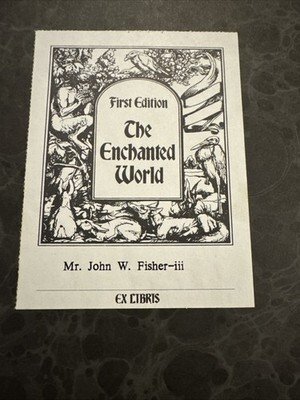 First Edition
The
Enchanted
World
Mr. John W. Fisher-iii
EX LIBRIS